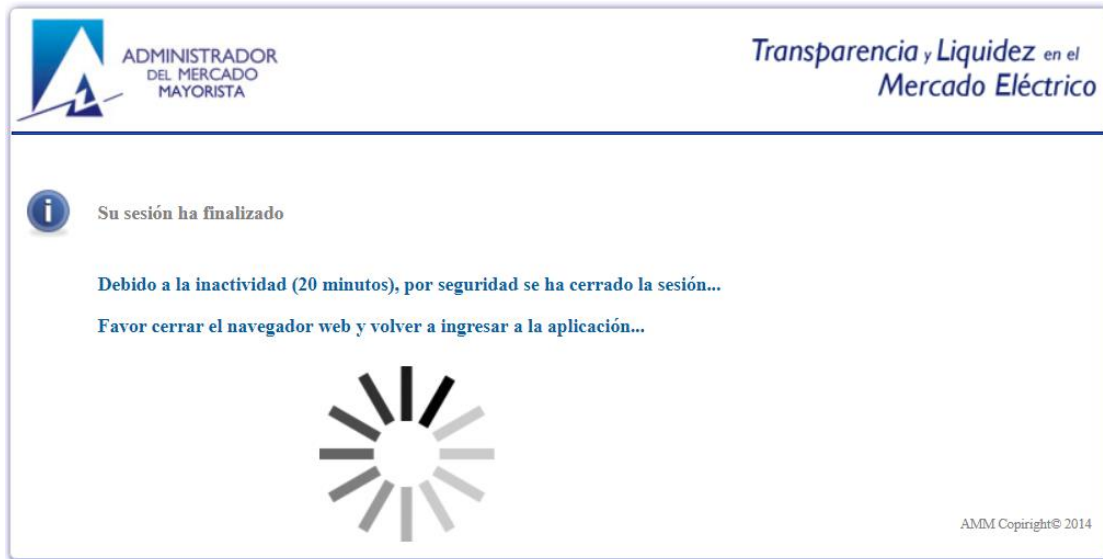 ADMINISTRADOR
DEL MERCADO
MAYORISTA
Transparencia y Liquidez en el
Mercado Eléctrico
Su sesión ha finalizado
Debido a la inactividad (20 minutos), por seguridad se ha cerrado la sesión...
Favor cerrar el navegador web y volver a ingresar a la aplicación...
AMM Copiright© 2014